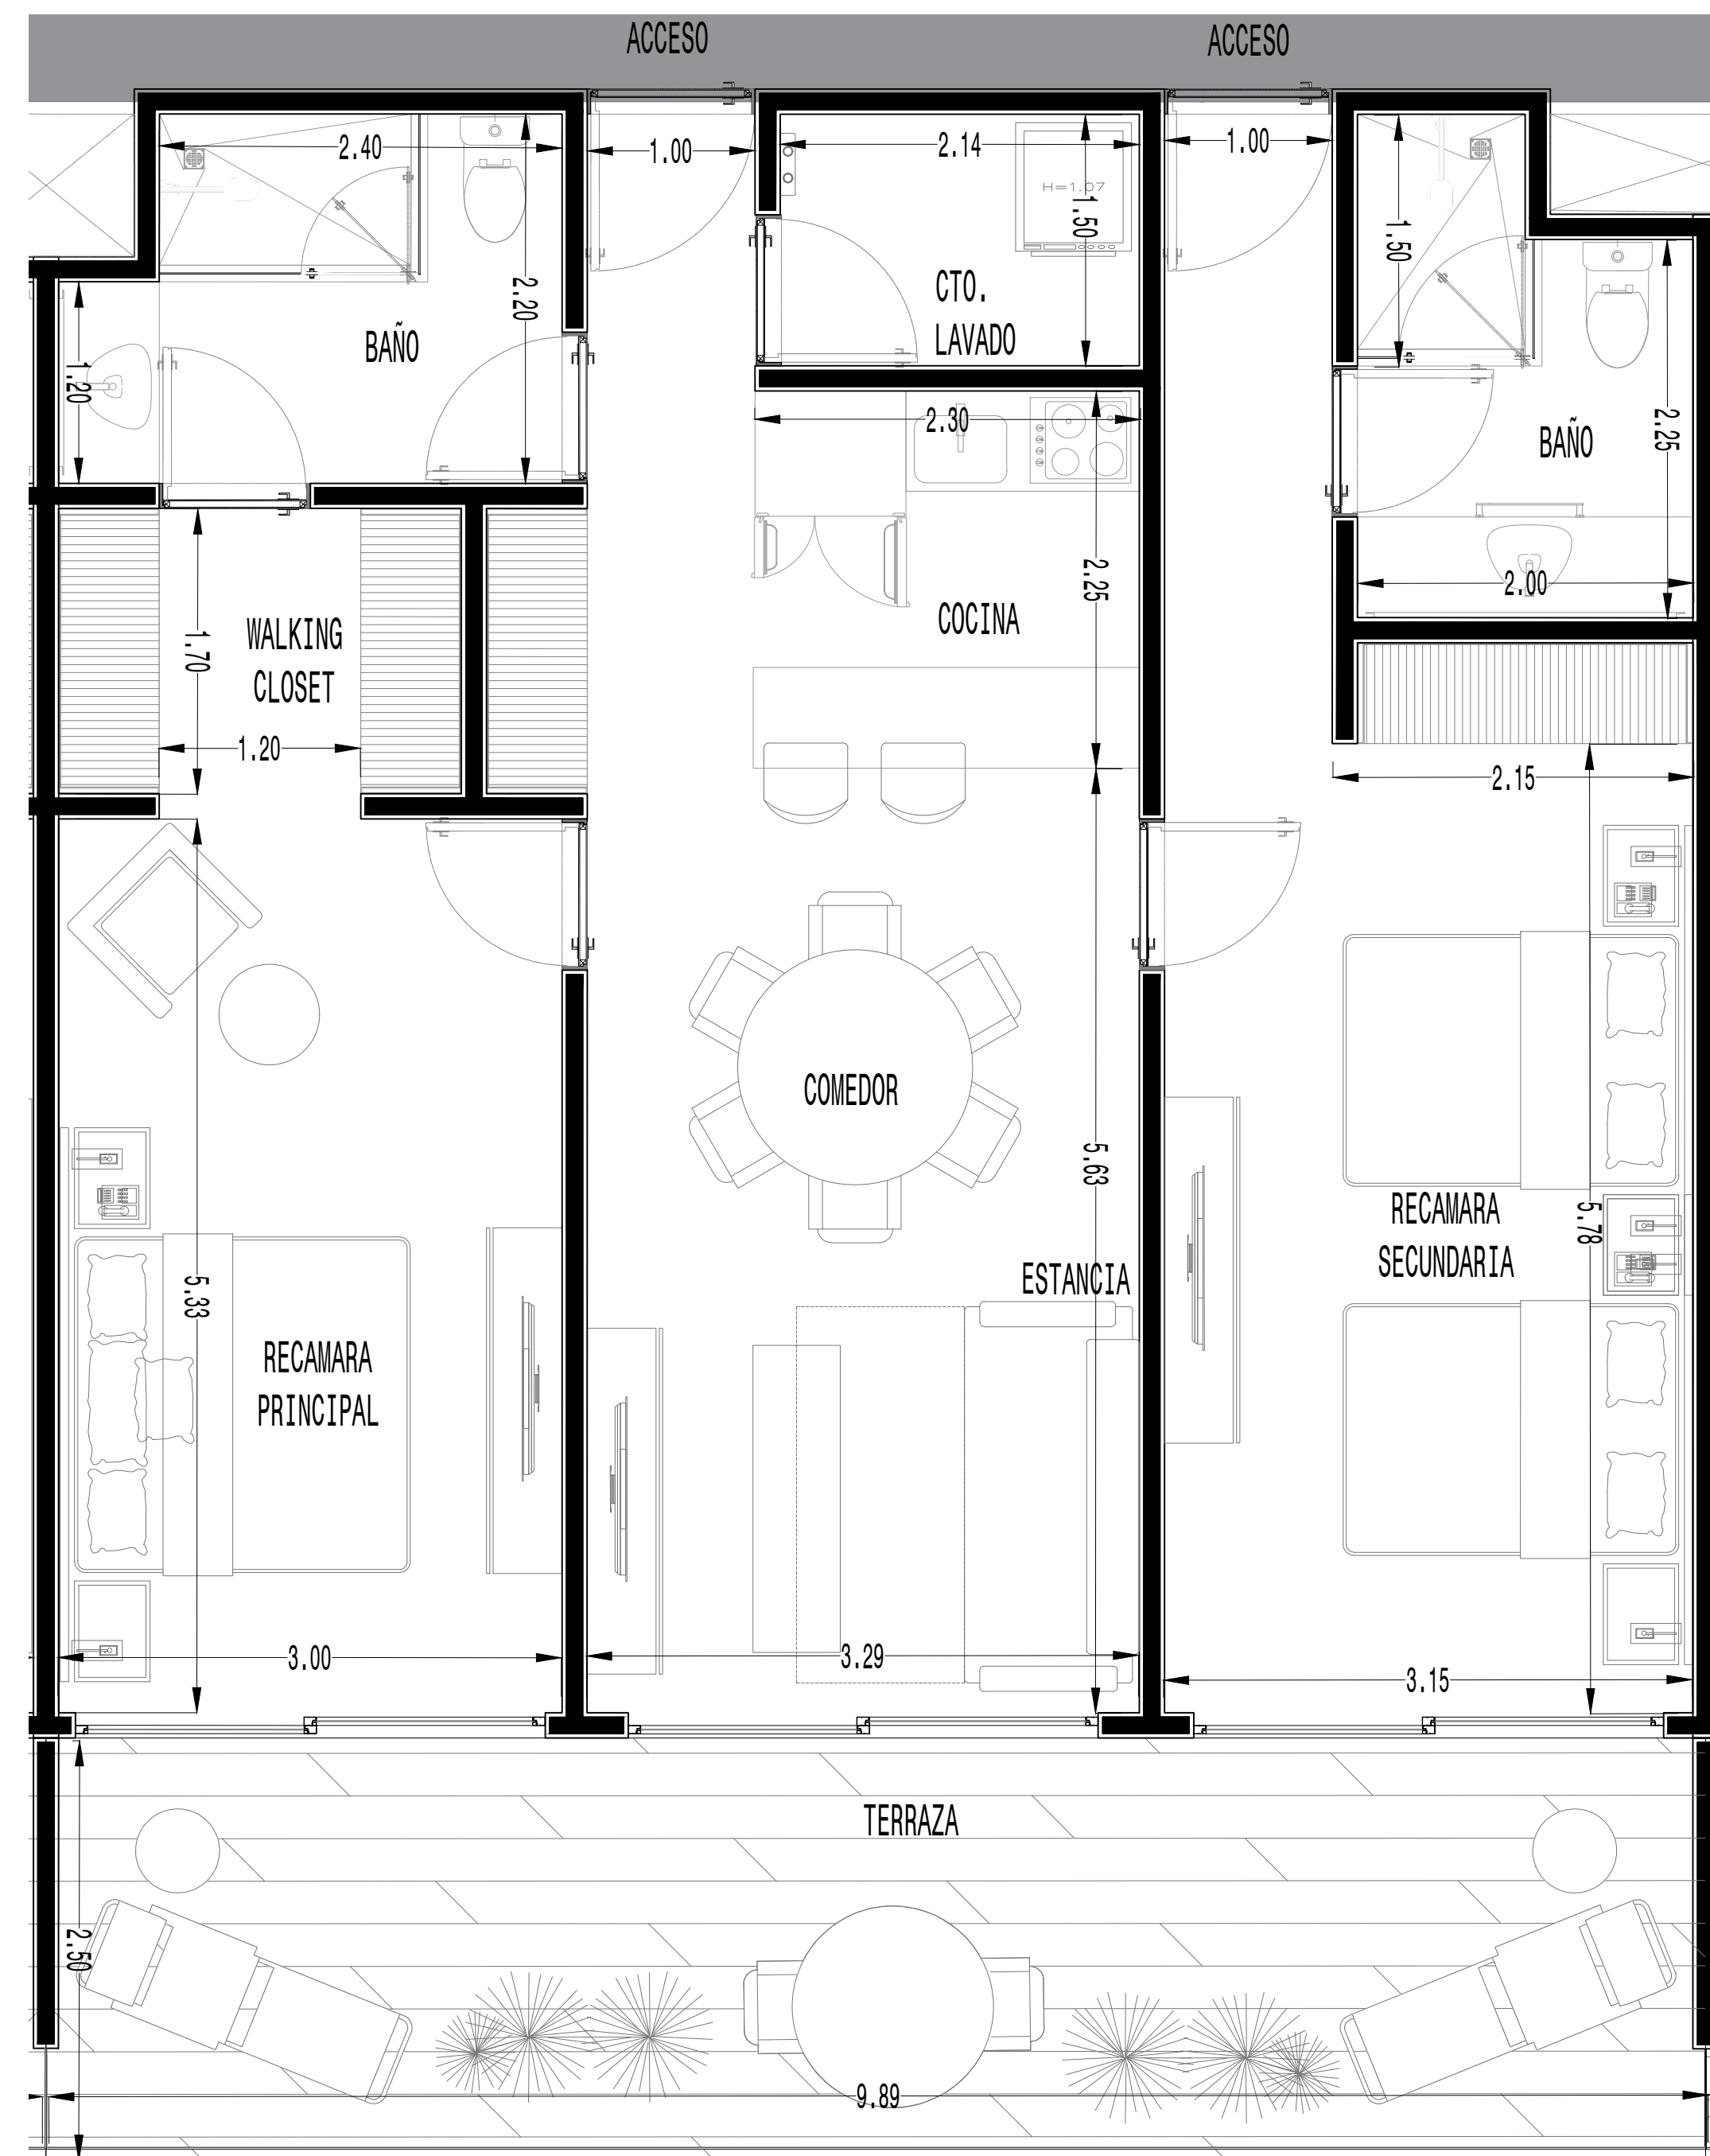 ACCESO
ACCESO
2.40
1.00
2.14
1.00
H=1.07
1.50
1.50
2.20
CTO.
LAVADO
BAÑO
1.20
2.30
BAÑO
2.25
2.25
2.00
COCINA
WALKING
CLOSET
1.70
1.20
2.15
COMEDOR
5.63
RECAMARA
SECUNDARIA
5.78
ESTANCIA
5.33
RECAMARA
PRINCIPAL
3.00
3.29
3.15
TERRAZA
2.50
9.89